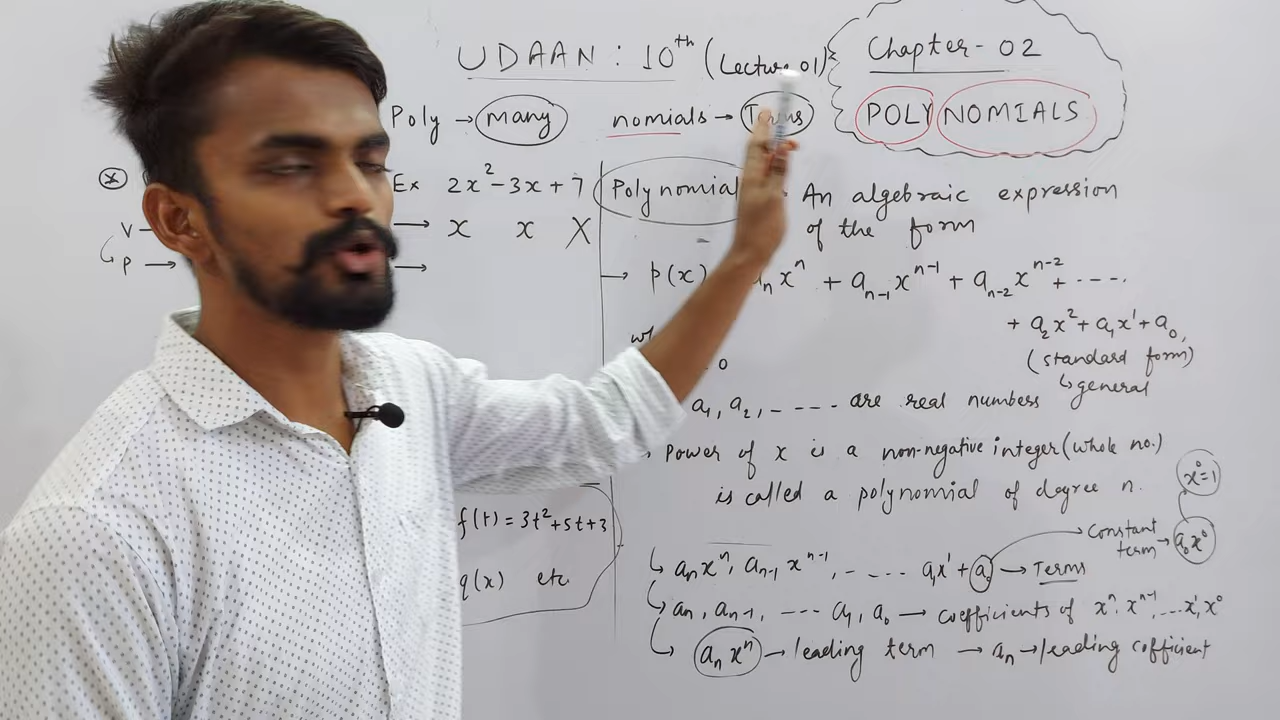 UDAAN : 10th (Lecture 01)
Chapter - 02
POLYNOMIALS
Poly → many nomials → Terms
Ex 2x² - 3x + 7
v -
→ x x X
p →
→
Polynomial An algebraic expression
of the form
→ p(x) aₙxⁿ + aₙ₋₁xⁿ⁻¹ + aₙ₋₂xⁿ⁻² + - - - -
+ a₂x² + a₁x¹ + a₀,
(standard form)
↳ general
0
a₁, a₂, - - - - are real numbers
Power of x is a non-negative integer (whole no.)
is called a polynomial of degree n.
x⁰=1
f(t) = 3t² + 5t + 3
q(x) etc.
Constant term → a₀x⁰
↳ aₙxⁿ, aₙ₋₁xⁿ⁻¹, - - - - a₁x¹ + a₀ → Terms
↳ aₙ, aₙ₋₁, - - - - a₁, a₀ → coefficients of xⁿ, xⁿ⁻¹, ... x¹, x⁰
↳ aₙxⁿ → leading term → aₙ → leading coefficient